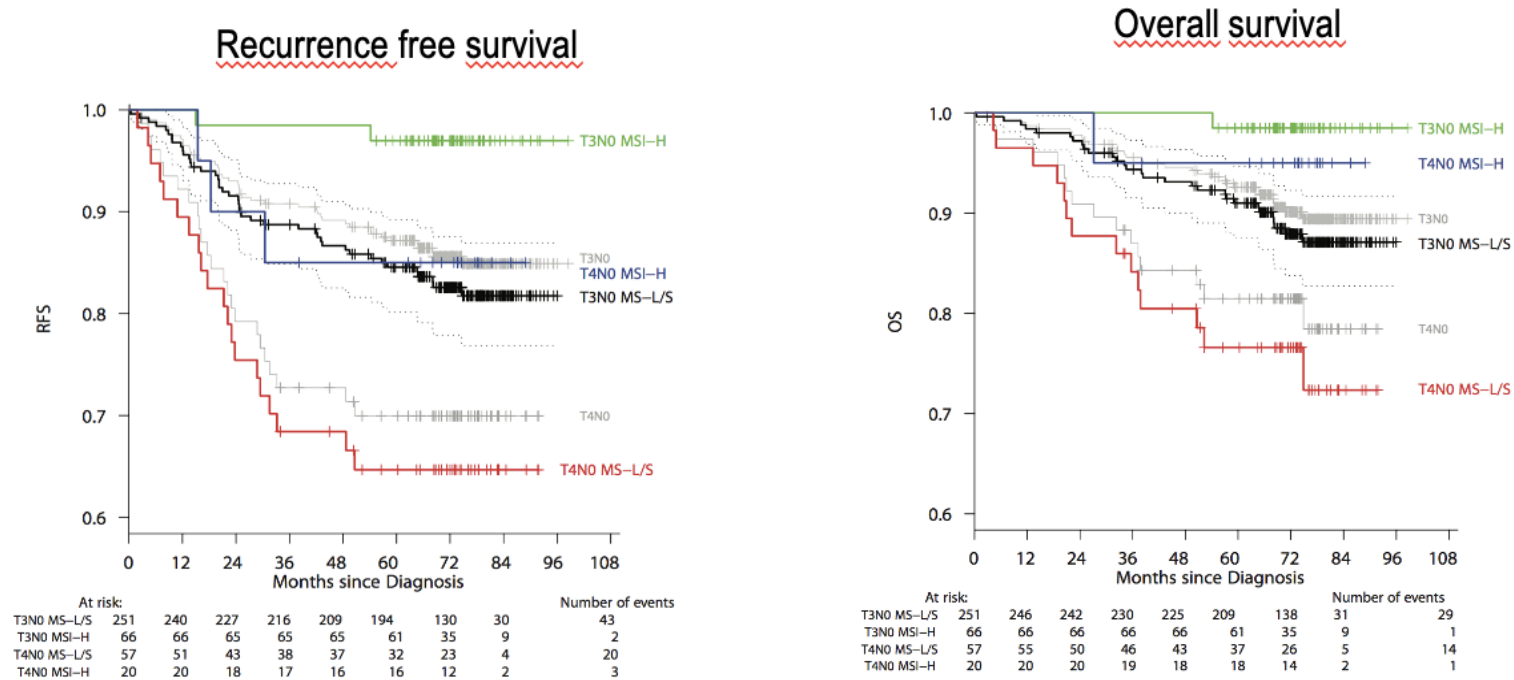 Recurrence free survival
1.0
0.9
0.8
0.7
0.6
RFS
T3N0 MSI–H
T3N0
T4N0 MSI–H
T3N0 MS–L/S
T4N0
T4N0 MS–L/S
0 12 24 36 48 60 72 84 96 108
Months since Diagnosis
At risk: Number of events
T3N0 MS–L/S 251 240 227 216 209 194 130 30 43
T3N0 MSI–H 66 66 65 65 65 61 35 9 2
T4N0 MS–L/S 57 51 43 38 37 32 23 4 20
T4N0 MSI–H 20 20 18 17 16 16 12 2 3
Overall survival
1.0
0.9
0.8
0.7
0.6
OS
T3N0 MSI–H
T4N0 MSI–H
T3N0
T3N0 MS–L/S
T4N0
T4N0 MS–L/S
0 12 24 36 48 60 72 84 96 108
Months since Diagnosis
At risk: Number of events
T3N0 MS–L/S 251 246 242 230 225 209 138 31 29
T3N0 MSI–H 66 66 66 66 66 61 35 9 1
T4N0 MS–L/S 57 55 50 46 43 37 26 5 14
T4N0 MSI–H 20 20 20 19 18 18 14 2 1